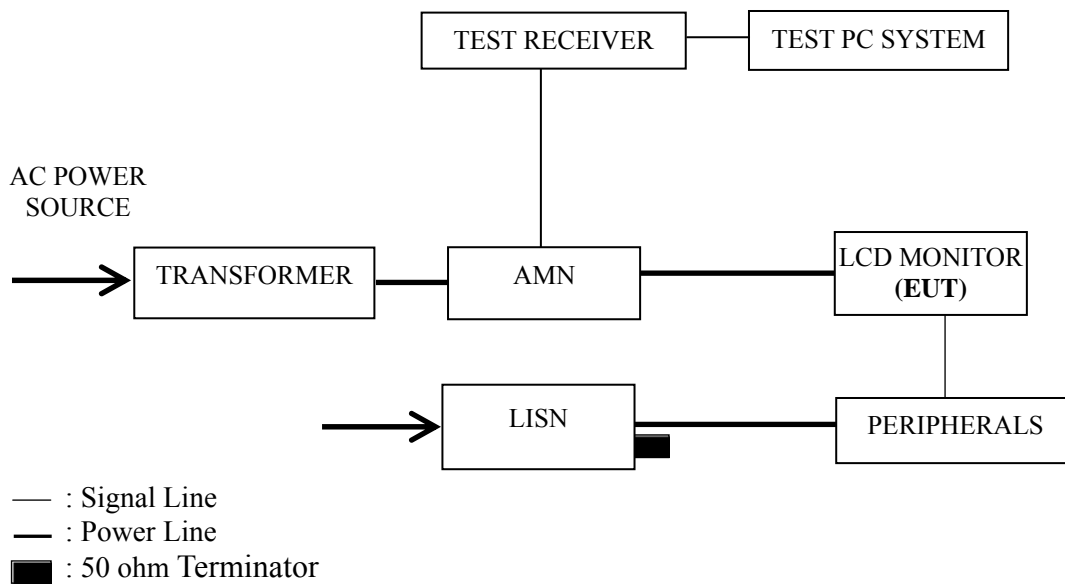 TEST RECEIVER
TEST PC SYSTEM
AC POWER
SOURCE
TRANSFORMER
AMN
LCD MONITOR
(EUT)
LISN
PERIPHERALS
: Signal Line
: Power Line
: 50 ohm Terminator